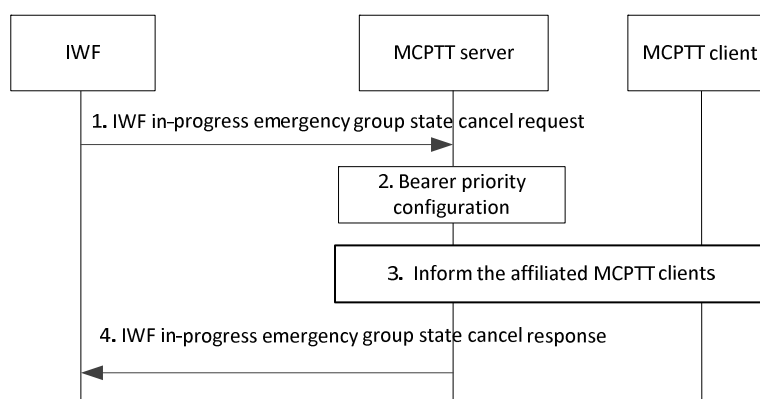 IWF
MCPTT server
MCPTT client
1. IWF in-progress emergency group state cancel request
2. Bearer priority
configuration
3. Inform the affiliated MCPTT clients
4. IWF in-progress emergency group state cancel response